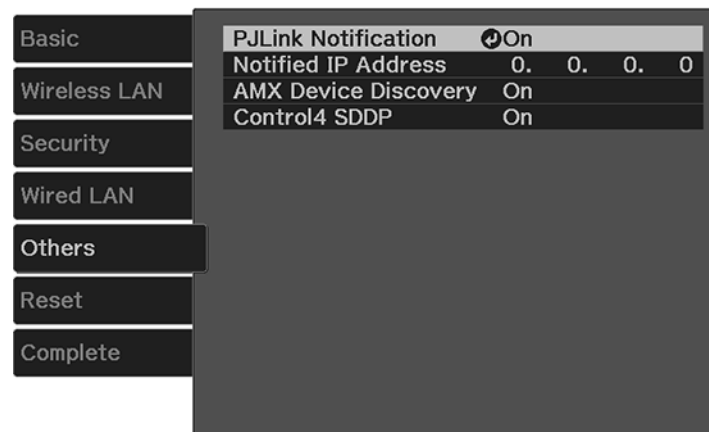 Basic
Wireless LAN
Security
Wired LAN
Others
Reset
Complete
PJLink Notification On
Notified IP Address 0. 0. 0. 0
AMX Device Discovery On
Control4 SDDP On